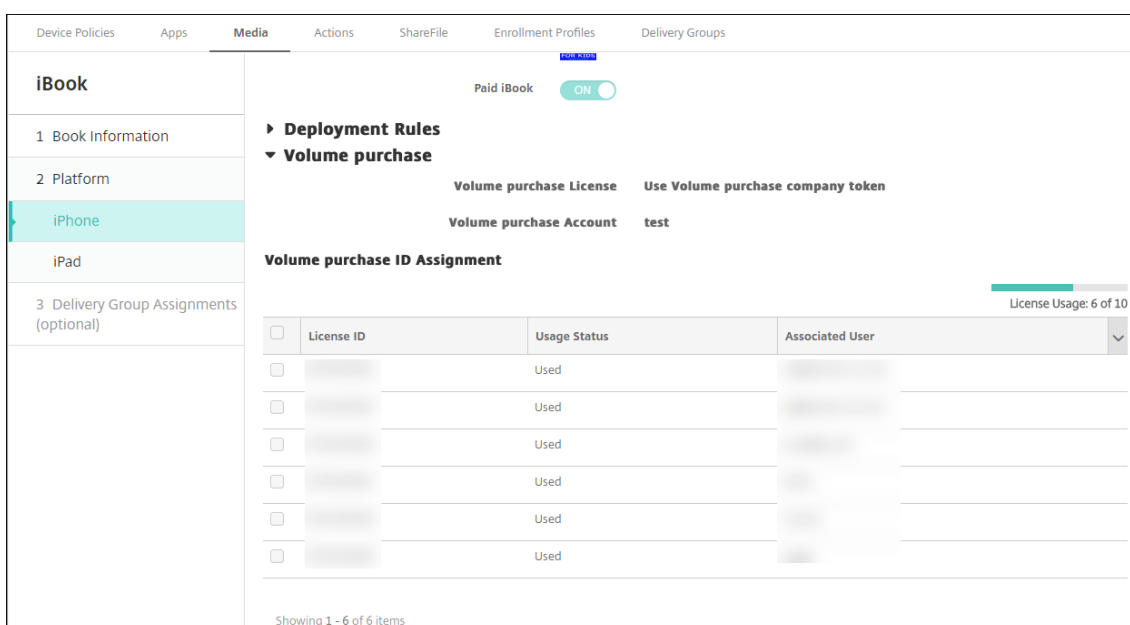 Device Policies Apps Media Actions ShareFile Enrollment Profiles Delivery Groups
iBook
FOR KIDS
Paid iBook ON
1 Book Information
2 Platform
iPhone
iPad
3 Delivery Group Assignments
(optional)
Deployment Rules
Volume purchase
Volume purchase License Use Volume purchase company token
Volume purchase Account test
Volume purchase ID Assignment
License Usage: 6 of 10
License ID Usage Status Associated User
Used
Used
Used
Used
Used
Used
Showing 1 - 6 of 6 items